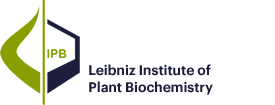 IPB
Leibniz Institute of
Plant Biochemistry